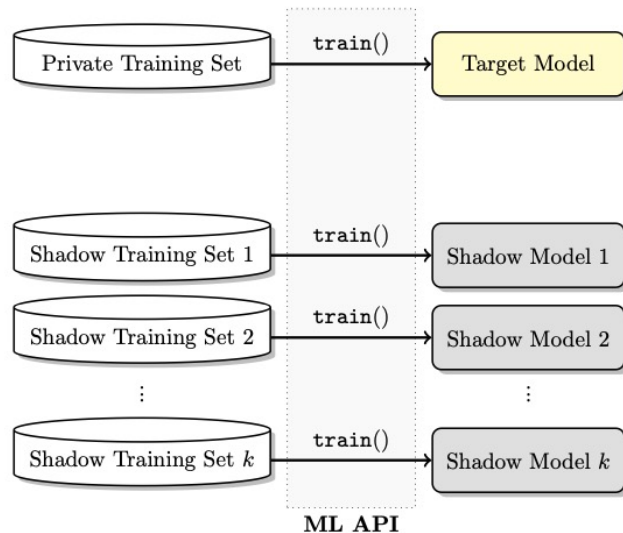 Private Training Set train() Target Model
Shadow Training Set 1 train() Shadow Model 1
Shadow Training Set 2 train() Shadow Model 2
⋮ ⋮
Shadow Training Set k train() Shadow Model k
ML API